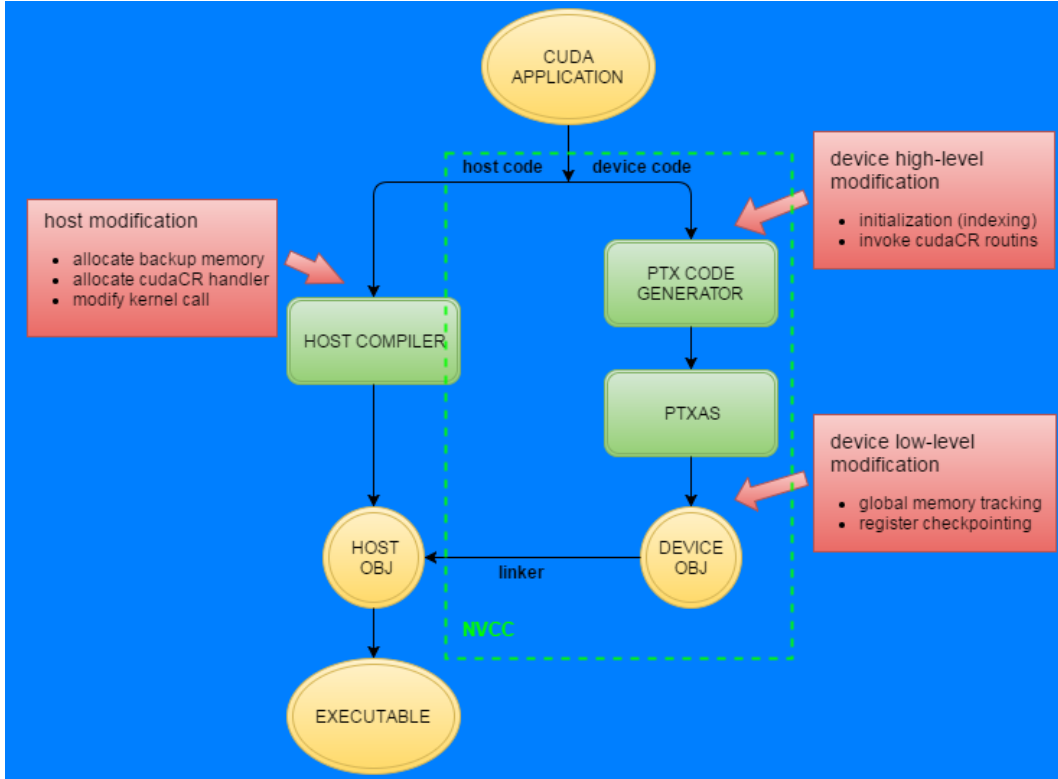 CUDA
APPLICATION
host code
device code
device high-level
modification
• initialization (indexing)
• invoke cudaCR routins
host modification
• allocate backup memory
• allocate cudaCR handler
• modify kernel call
PTX CODE
GENERATOR
HOST COMPILER
PTXAS
device low-level
modification
• global memory tracking
• register checkpointing
HOST
OBJ
linker
DEVICE
OBJ
NVCC
EXECUTABLE